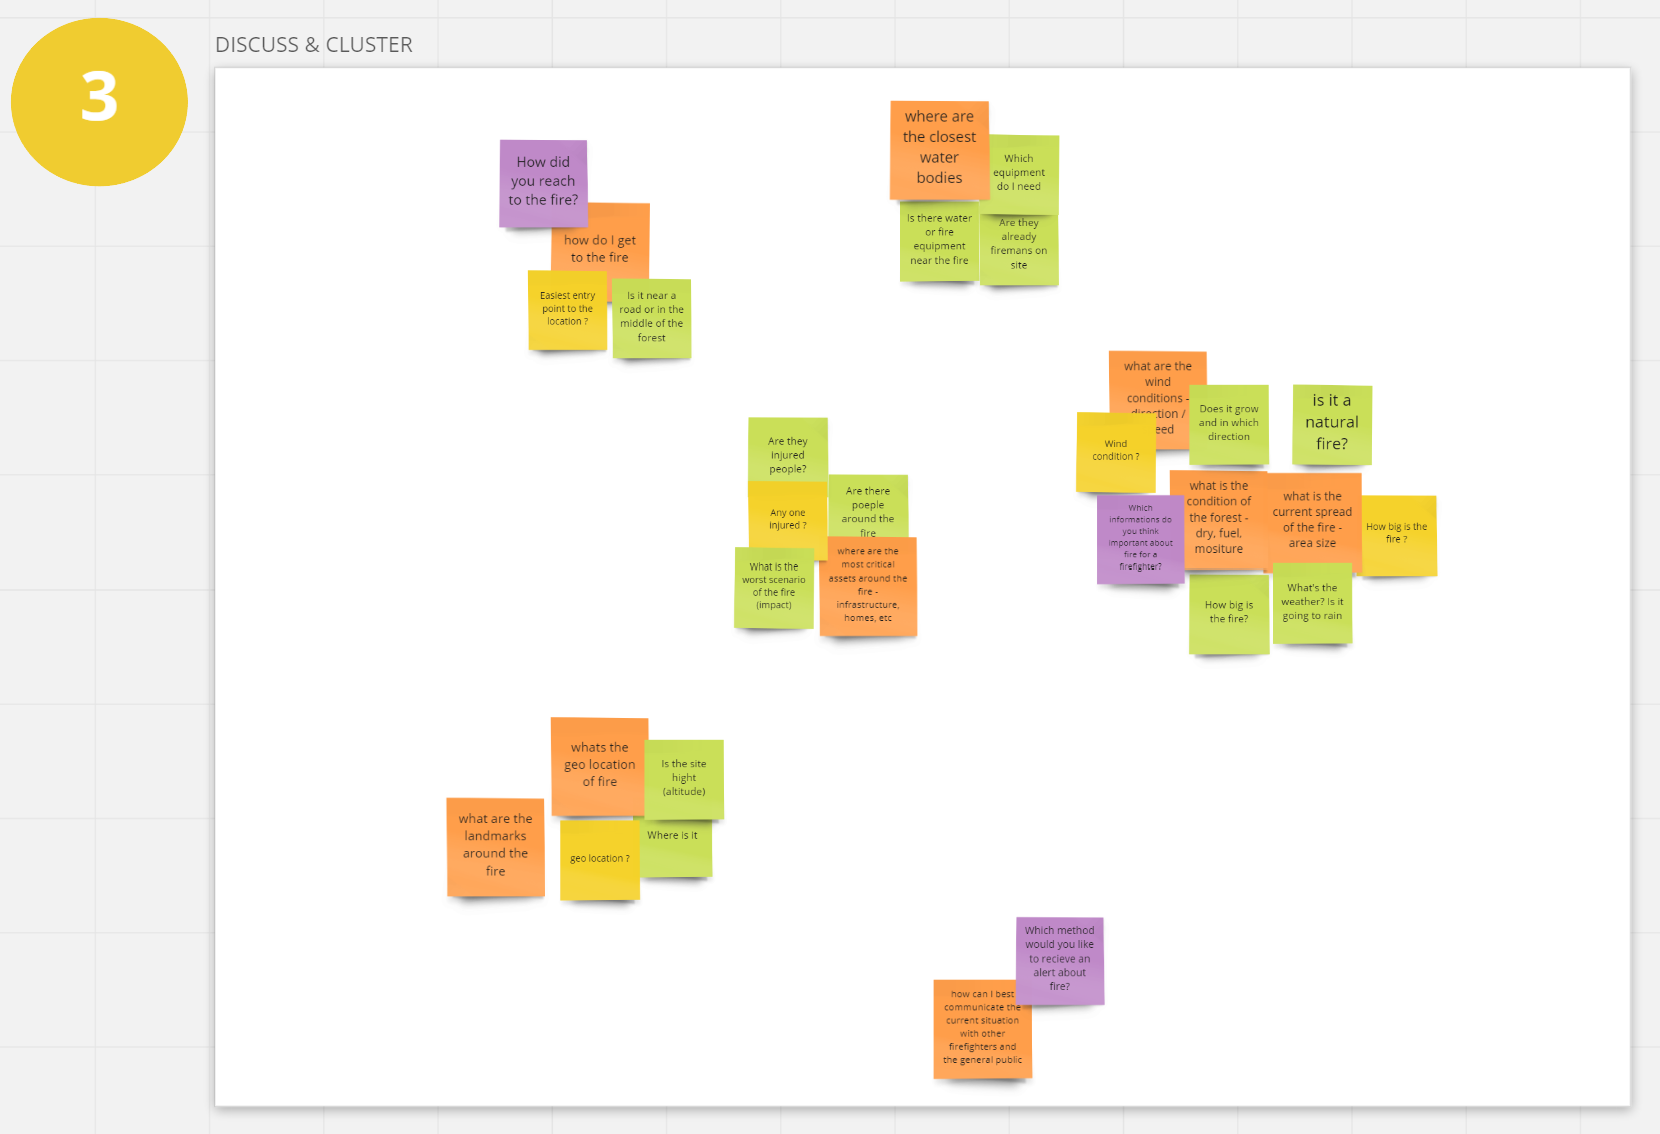 3
DISCUSS & CLUSTER
How did
you reach
to the fire?
how do I get
to the fire
Easiest entry
point to the
location ?
Is it near a
road or in the
middle of the
forest
where are
the closest
water
bodies
Which
equipment
do I need
Is there water
or fire
equipment
near the fire
Are they
already
firemans on
site
what are the
wind
conditions -
direction /
Does it grow
and in which
direction
is it a
natural
fire?
Wind
condition ?
Which
informations do
you think
important about
fire for a
firefighter?
what is the
condition of
the forest -
dry, fuel,
mositure
what is the
current spread
of the fire -
area size
How big is the
fire ?
How big is
the fire?
What's the
weather? Is it
going to rain
Are they
injured
people?
Any one
injured ?
Are there
poeple
around the
fire
What is the
worst scenario
of the fire
(impact)
where are the
most critical
assets around the
fire -
infrastructure,
homes, etc
whats the
geo location
of fire
Is the site
hight
(altitude)
what are the
landmarks
around the
fire
geo location ?
Where is it
Which method
would you like
to recieve an
alert about
fire?
how can I best
communicate the
current situation
with other
firefighters and
the general public